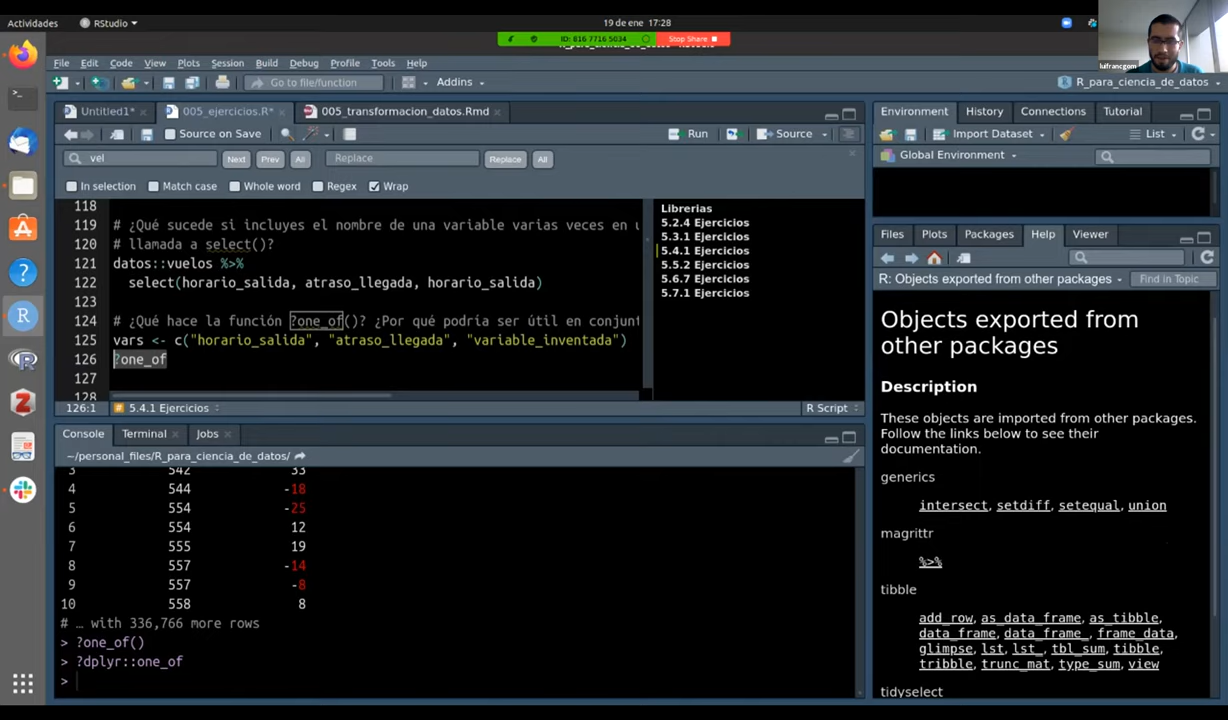 Actividades RStudio 19 de ene 17:28
ID: 816 7716 5034 Stop Share
luifrancgom
File Edit Code View Plots Session Build Debug Profile Tools Help
Go to file/function Addins R_para_ciencia_de_datos
Untitled1* 005_ejercicios.R* 005_transformacion_datos.Rmd
Source on Save Run Source
vel Next Prev All Replace Replace All
In selection Match case Whole word Regex Wrap
118
119 # ¿Qué sucede si incluyes el nombre de una variable varias veces en u
120 # llamada a select()?
121 datos::vuelos %>%
122 select(horario_salida, atraso_llegada, horario_salida)
123
124 # ¿Qué hace la función ?one_of()? ¿Por qué podría ser útil en conjunt
125 vars <- c("horario_salida", "atraso_llegada", "variable_inventada")
126 ?one_of
127
128
126:1 5.4.1 Ejercicios R Script
Librerias
5.2.4 Ejercicios
5.3.1 Ejercicios
5.4.1 Ejercicios
5.5.2 Ejercicios
5.6.7 Ejercicios
5.7.1 Ejercicios
Console Terminal Jobs
~/personal_files/R_para_ciencia_de_datos/
3 542 33
4 544 -18
5 554 -25
6 554 12
7 555 19
8 557 -14
9 557 -8
10 558 8
# … with 336,766 more rows
> ?one_of()
> ?dplyr::one_of
>
Environment History Connections Tutorial
Import Dataset List
Global Environment
Files Plots Packages Help Viewer
R: Objects exported from other packages Find in Topic
Objects exported from
other packages
Description
These objects are imported from other packages.
Follow the links below to see their
documentation.
generics
intersect, setdiff, setequal, union
magrittr
%>%
tibble
add_row, as_data_frame, as_tibble,
data_frame, data_frame_, frame_data,
glimpse, lst, lst_, tbl_sum, tibble,
tribble, trunc_mat, type_sum, view
tidyselect